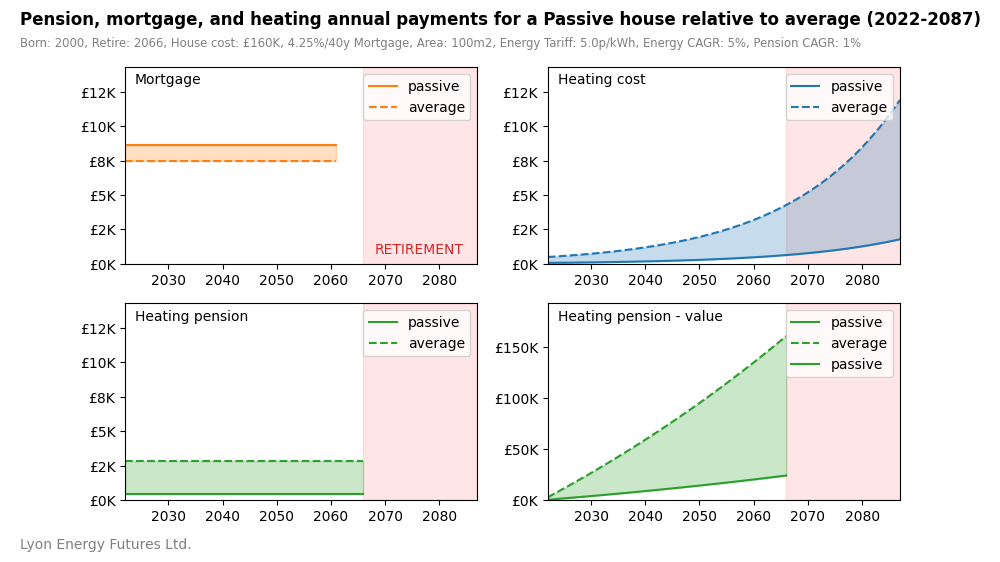 Pension, mortgage, and heating annual payments for a Passive house relative to average (2022-2087)
Born: 2000, Retire: 2066, House cost: £160K, 4.25%/40y Mortgage, Area: 100m2, Energy Tariff: 5.0p/kWh, Energy CAGR: 5%, Pension CAGR: 1%
Mortgage
passive
average
£12K
£10K
£8K
£5K
£2K
£0K
RETIREMENT
2030 2040 2050 2060 2070 2080
Heating cost
passive
average
£12K
£10K
£8K
£5K
£2K
£0K
2030 2040 2050 2060 2070 2080
Heating pension
passive
average
£12K
£10K
£8K
£5K
£2K
£0K
2030 2040 2050 2060 2070 2080
Heating pension - value
passive
average
passive
£150K
£100K
£50K
£0K
2030 2040 2050 2060 2070 2080
Lyon Energy Futures Ltd.